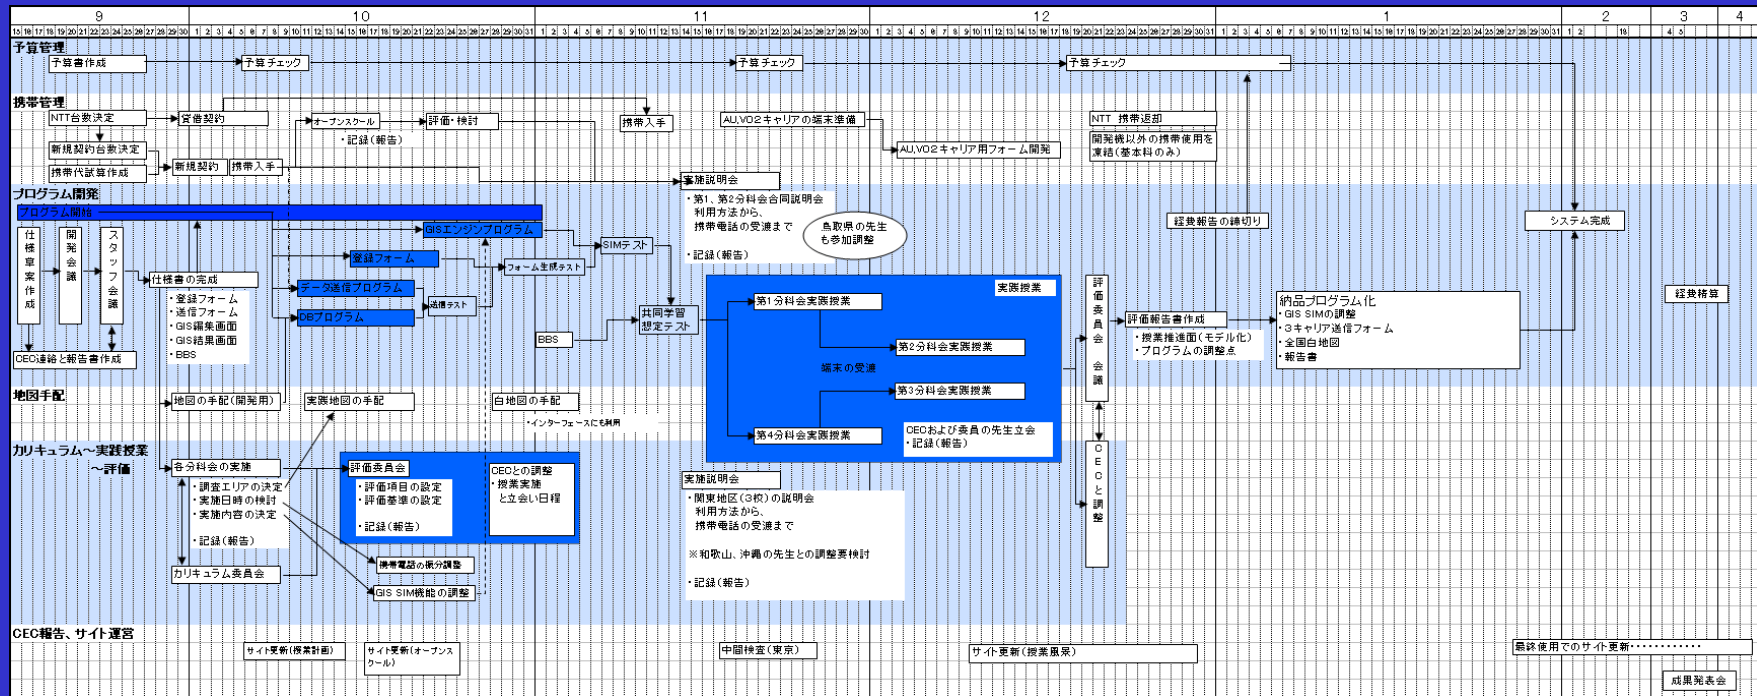 9 10 11 12 1 2 3 4
予算管理
予算書作成
予算チェック
予算チェック
予算チェック
携帯管理
NTT台数決定
貸借契約
オープンスクール
・記録(報告)
評価・検討
携帯入手
AU,VO2キャリアの端末準備
NTT 携帯返却
新規契約台数決定
AU,VO2キャリア用フォーム開発
開発機以外の携帯使用を
凍結(基本料のみ)
携帯代試算作成
新規契約
携帯入手
実施説明会
・第1、第2分科会合同説明会
利用方法から、
携帯電話の受渡まで
・記録(報告)
鳥取県の先生
も参加調整
プログラム開発
プログラム開始
経費報告の締切り
システム完成
仕様草案作成
開発会議
スタッフ会議
GISエンジンプログラム
SIMテスト
登録フォーム
フォーム生成テスト
仕様書の完成
・登録フォーム
・送信フォーム
・GIS編集画面
・GIS結果画面
・BBS
データ送信プログラム
送信テスト
DBプログラム
BBS
共同学習
想定テスト
実践授業
第1分科会実践授業
第2分科会実践授業
端末の受渡
第3分科会実践授業
第4分科会実践授業
CECおよび委員の先生立会
・記録(報告)
評価委員会 会議
評価報告書作成
・授業推進面(モデル化)
・プログラムの調整点
納品プログラム化
・GIS SIMの調整
・3キャリア送信フォーム
・全国白地図
・報告書
経費精算
CEC連絡と報告書作成
地図手配
地図の手配(開発用)
実践地図の手配
白地図の手配
・インターフェースにも利用
カリキュラム～実践授業
～評価
各分科会の実施
・調査エリアの決定
・実施日時の検討
・実施内容の決定
・記録(報告)
評価委員会
・評価項目の設定
・評価基準の設定
・記録(報告)
CECとの調整
・授業実施
と立会い日程
実施説明会
・関東地区(3校)の説明会
利用方法から、
携帯電話の受渡まで
※和歌山、沖縄の先生との調整要検討
・記録(報告)
CECと調整
カリキュラム委員会
携帯電話の振分調整
GIS SIM機能の調整
CEC報告、サイト運営
サイト更新(授業計画)
サイト更新(オープンス
クール)
中間検査(東京)
サイト更新(授業風景)
最終使用でのサイト更新・・・・・・・・・・・
成果発表会